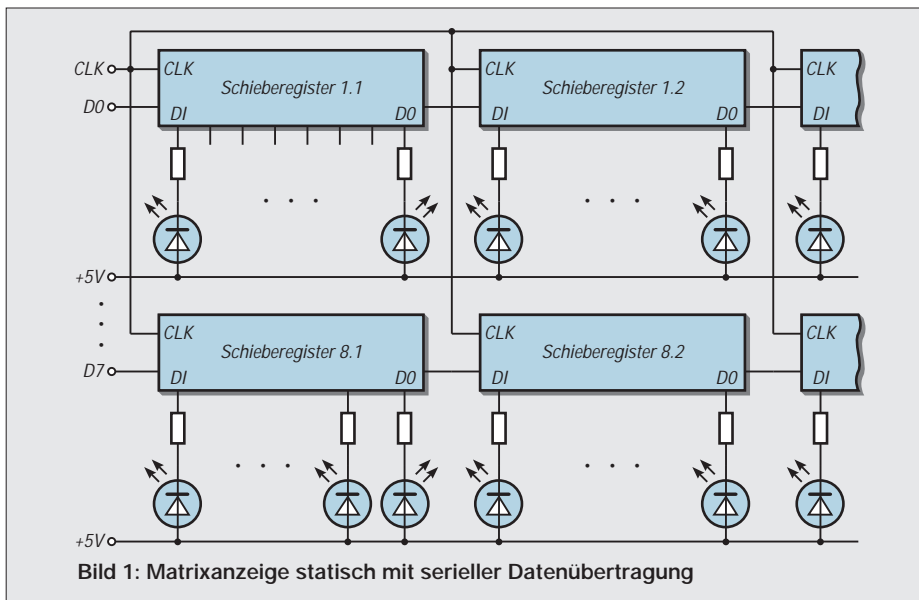 CLK
D0
CLK
Schieberegister 1.1
DI
D0
CLK
Schieberegister 1.2
DI
D0
CLK
DI
. . .
. . .
+5V
D7
CLK
Schieberegister 8.1
DI
D0
CLK
Schieberegister 8.2
DI
D0
CLK
DI
. . .
. . .
+5V
Bild 1: Matrixanzeige statisch mit serieller Datenübertragung